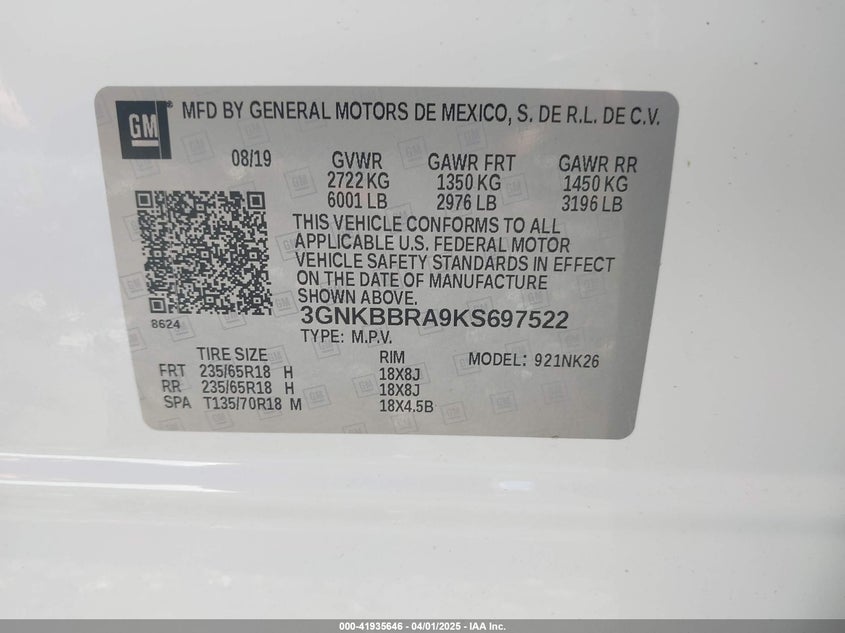 GM
®
MFD BY GENERAL MOTORS DE MEXICO, S. DE R.L. DE C.V.
08/19 GVWR GAWR FRT GAWR RR
2722 KG 1350 KG 1450 KG
6001 LB 2976 LB 3196 LB
THIS VEHICLE CONFORMS TO ALL
APPLICABLE U.S. FEDERAL MOTOR
VEHICLE SAFETY STANDARDS IN EFFECT
ON THE DATE OF MANUFACTURE
SHOWN ABOVE.
8624
3GNKBBRA9KS697522
TYPE: M.P.V.
TIRE SIZE RIM MODEL: 921NK26
FRT 235/65R18 H 18X8J
RR 235/65R18 H 18X8J
SPA T135/70R18 M 18X4.5B
000-41935646 - 04/01/2025 - IAA Inc.